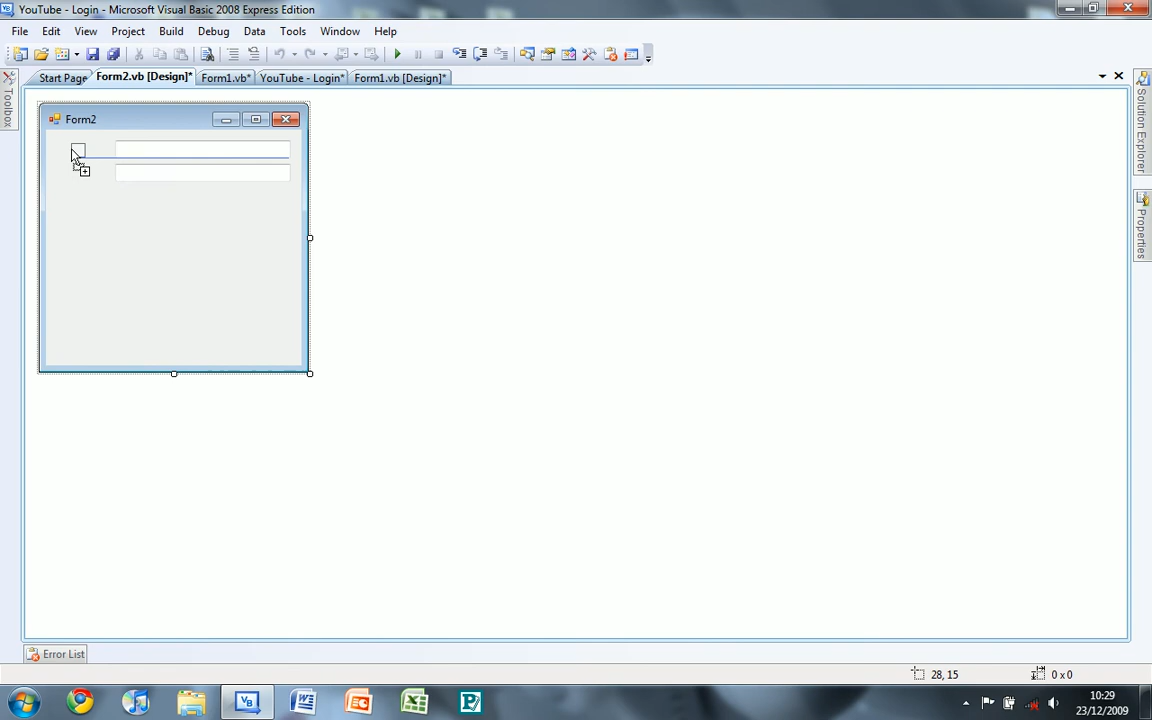 YouTube - Login - Microsoft Visual Basic 2008 Express Edition
File Edit View Project Build Debug Data Tools Window Help
Start Page Form2.vb [Design]* Form1.vb* YouTube - Login* Form1.vb [Design]*
Toolbox
Form2
Solution Explorer
Properties
Error List
28, 15 0 x 0
10:29
23/12/2009